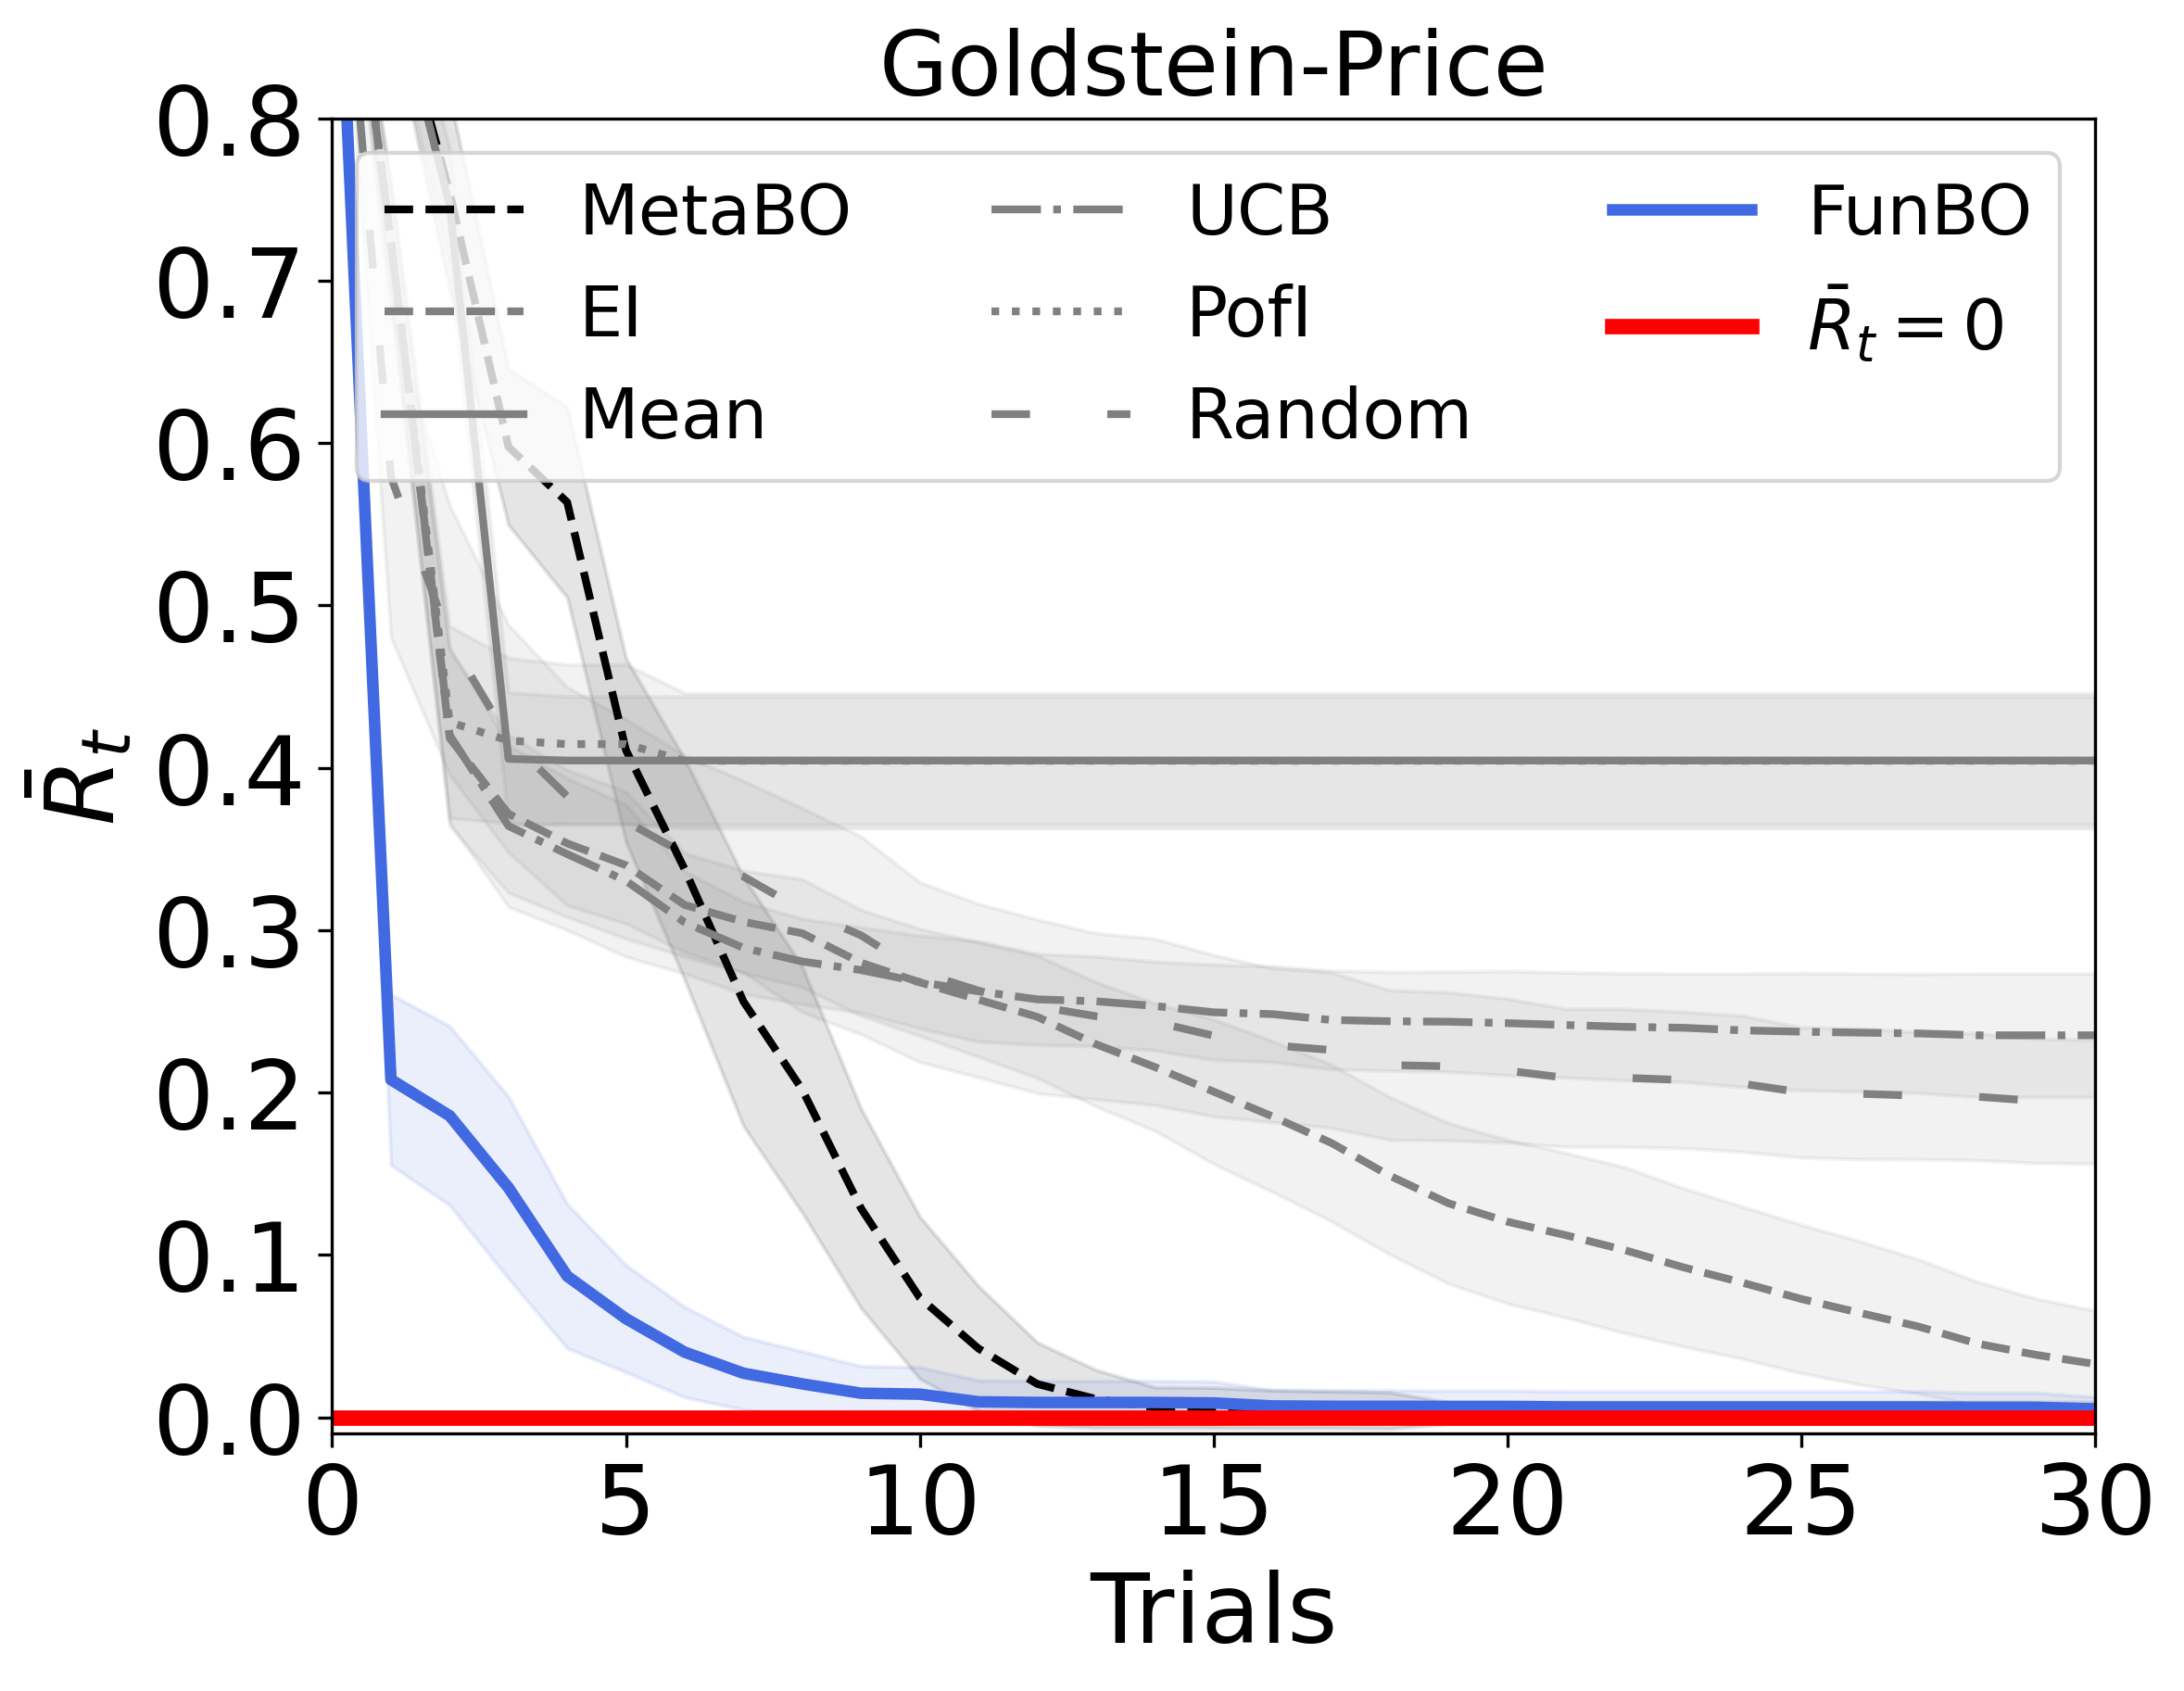 Goldstein-Price
0.8
0.7
0.6
0.5
0.4
0.3
0.2
0.1
0.0
R̄ₜ
MetaBO
EI
Mean
UCB
PofI
Random
FunBO
R̄ₜ = 0
0 5 10 15 20 25 30
Trials